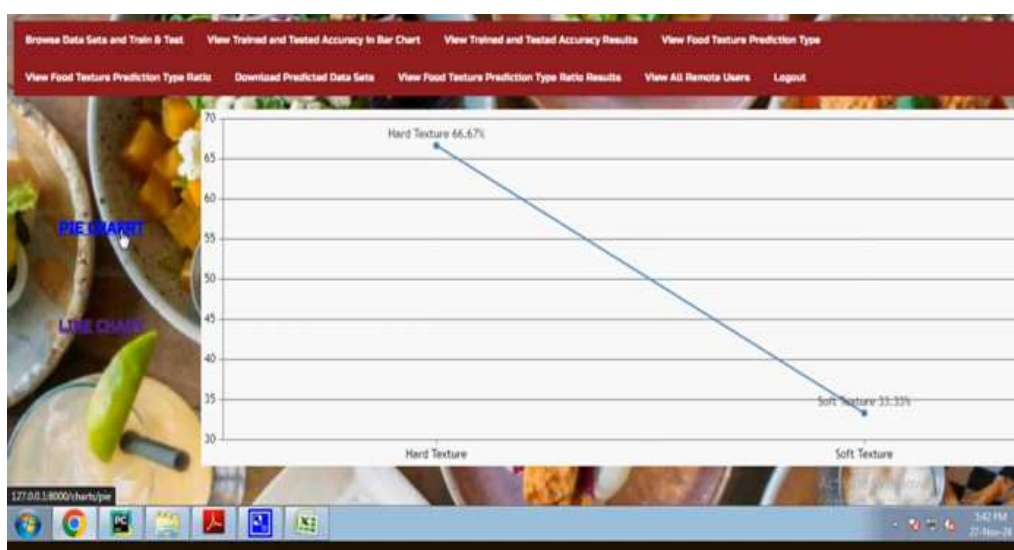 Browse Data Sets and Train & Test View Trained and Tested Accuracy in Bar Chart View Trained and Tested Accuracy Results View Food Texture Prediction Type
View Food Texture Prediction Type Ratio Download Predicted Data Sets View Food Texture Prediction Type Ratio Results View All Remote Users Logout
70
Hard Texture 66.67%
65
60
55
PIE CHARRT
50
45
LINE CHART
40
35
Soft Texture 33.33%
30
Hard Texture Soft Texture
127.0.0.1:8000/charts/pie
5:42 PM